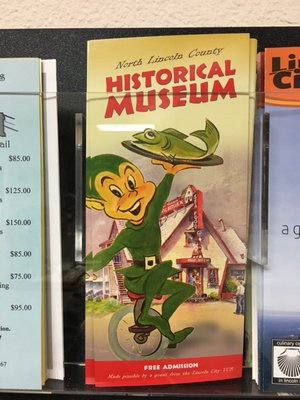 North Lincoln County
HISTORICAL
MUSEUM
FREE ADMISSION
Made possible by a grant from the Lincoln City VCB
$85.00
$125.00
$150.00
$85.00
$75.00
$95.00